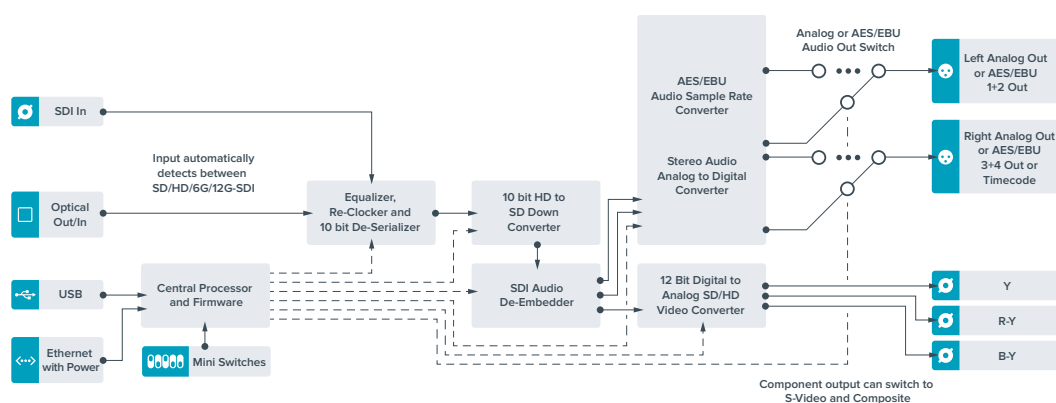 Analog or AES/EBU
Audio Out Switch
Left Analog Out
or AES/EBU
1+2 Out
AES/EBU
Audio Sample Rate
Converter
SDI In
Right Analog Out
or AES/EBU
3+4 Out or
Timecode
Stereo Audio
Analog to Digital
Converter
Input automatically
detects between
SD/HD/6G/12G-SDI
Optical
Out/In
Equalizer,
Re-Clocker and
10 bit De-Serializer
10 bit HD to
SD Down
Converter
USB
Central Processor
and Firmware
SDI Audio
De-Embedder
12 Bit Digital to
Analog SD/HD
Video Converter
Y
R-Y
B-Y
Ethernet
with Power
Mini Switches
Component output can switch to
S-Video and Composite